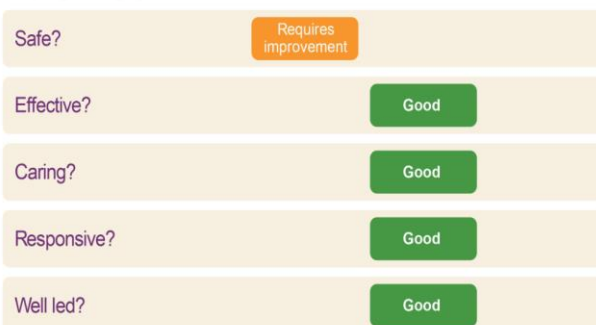 Safe?
Requires
improvement
Effective?
Good
Caring?
Good
Responsive?
Good
Well led?
Good